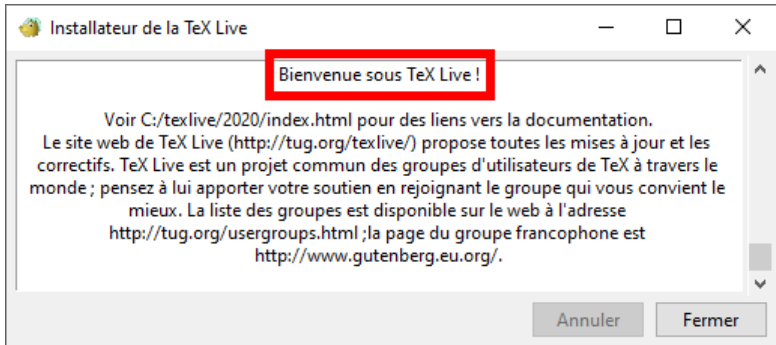 Installateur de la TeX Live
Bienvenue sous TeX Live !
Voir C:/texlive/2020/index.html pour des liens vers la documentation.
Le site web de TeX Live (http://tug.org/texlive/) propose toutes les mises à jour et les
correctifs. TeX Live est un projet commun des groupes d'utilisateurs de TeX à travers le
monde ; pensez à lui apporter votre soutien en rejoignant le groupe qui vous convient le
mieux. La liste des groupes est disponible sur le web à l'adresse
http://tug.org/usergroups.html ;la page du groupe francophone est
http://www.gutenberg.eu.org/.
Annuler Fermer